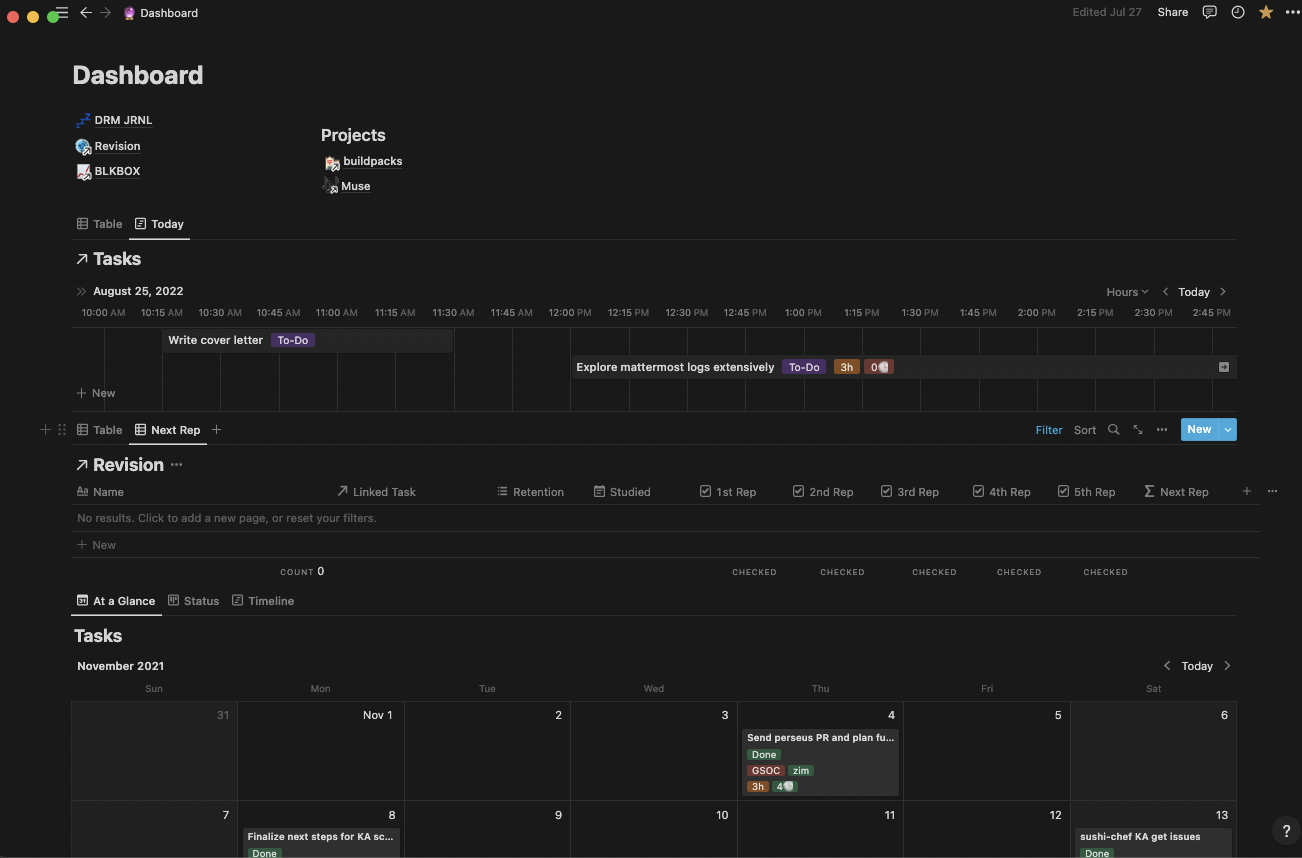 Dashboard
Edited Jul 27 Share
Dashboard
DRM JRNL
Revision
BLKBOX
Projects
buildpacks
Muse
Table Today
Tasks
August 25, 2022
Hours Today
10:00 AM 10:15 AM 10:30 AM 10:45 AM 11:00 AM 11:15 AM 11:30 AM 11:45 AM 12:00 PM 12:15 PM 12:30 PM 12:45 PM 1:00 PM 1:15 PM 1:30 PM 1:45 PM 2:00 PM 2:15 PM 2:30 PM 2:45 PM
Write cover letter To-Do
Explore mattermost logs extensively To-Do 3h 0
+ New
Table Next Rep +
Filter Sort ... New
Revision ...
Aa Name Linked Task Retention Studied 1st Rep 2nd Rep 3rd Rep 4th Rep 5th Rep Σ Next Rep + ...
No results. Click to add a new page, or reset your filters.
+ New
COUNT 0 CHECKED CHECKED CHECKED CHECKED CHECKED
At a Glance Status Timeline
Tasks
November 2021
Today
Sun Mon Tue Wed Thu Fri Sat
31 Nov 1 2 3 4 5 6
Send perseus PR and plan fu...
Done
GSOC zim
3h 4
7 8 9 10 11 12 13
Finalize next steps for KA sc...
Done
sushi-chef KA get issues
Done
?